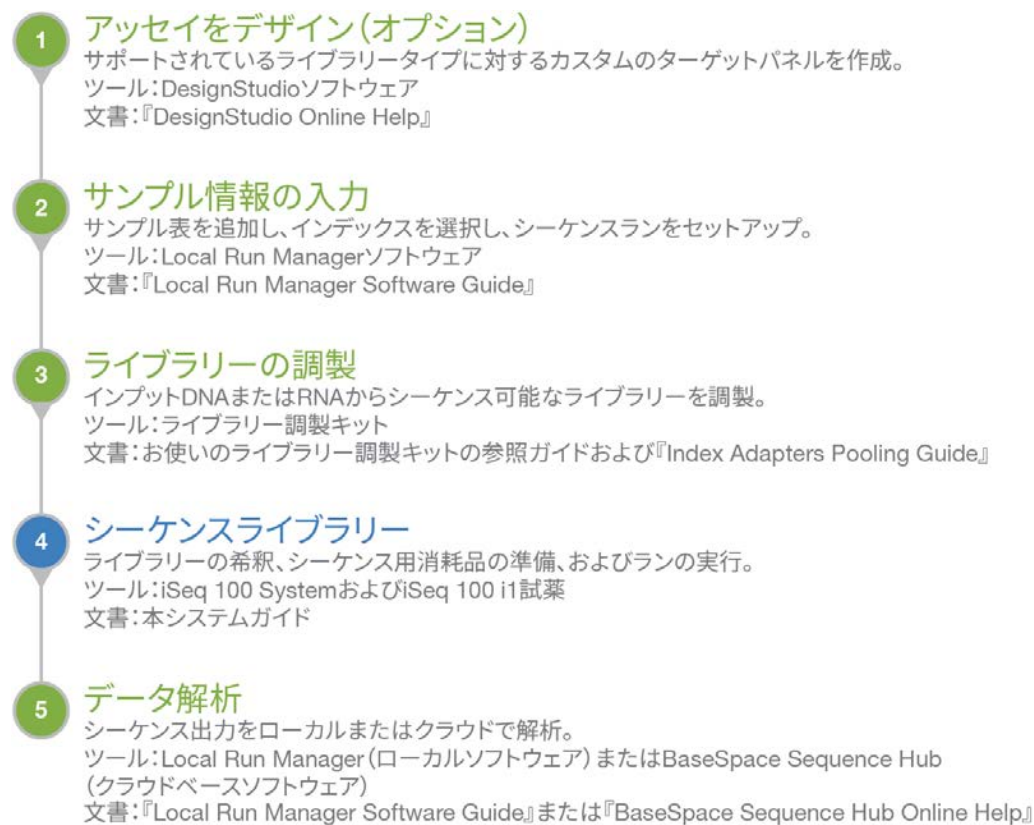 1
アッセイをデザイン（オプション）
サポートされているライブラリータイプに対するカスタムのターゲットパネルを作成。
ツール：DesignStudioソフトウェア
文書：『DesignStudio Online Help』
2
サンプル情報の入力
サンプル表を追加し、インデックスを選択し、シーケンスランをセットアップ。
ツール：Local Run Managerソフトウェア
文書：『Local Run Manager Software Guide』
3
ライブラリーの調製
インプットDNAまたはRNAからシーケンス可能なライブラリーを調製。
ツール：ライブラリー調製キット
文書：お使いのライブラリー調製キットの参照ガイドおよび『Index Adapters Pooling Guide』
4
シーケンスライブラリー
ライブラリーの希釈、シーケンス用消耗品の準備、およびランの実行。
ツール：iSeq 100 SystemおよびiSeq 100 i1試薬
文書：本システムガイド
5
データ解析
シーケンス出力をローカルまたはクラウドで解析。
ツール：Local Run Manager（ローカルソフトウェア）またはBaseSpace Sequence Hub
（クラウドベースソフトウェア）
文書：『Local Run Manager Software Guide』または『BaseSpace Sequence Hub Online Help』